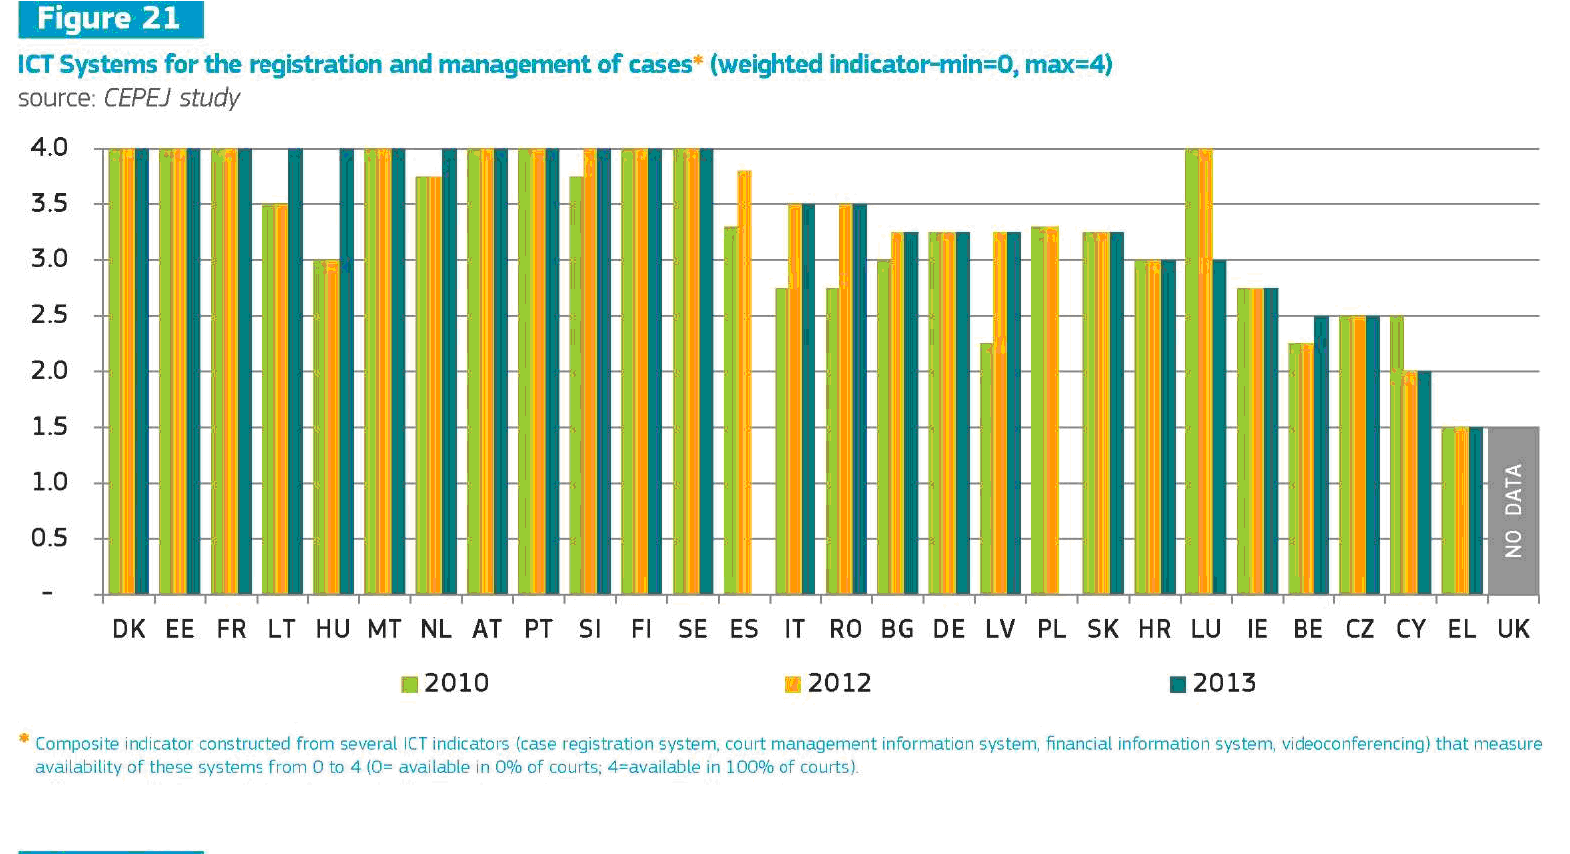 Figure 21
ICT Systems for the registration and management of cases* (weighted indicator-min=0, max=4)
source: CEPEJ study
4.0
3.5
3.0
2.5
2.0
1.5
1.0
0.5
-
NO DATA
DK EE FR LT HU MT NL AT PT SI FI SE ES IT RO BG DE LV PL SK HR LU IE BE CZ CY EL UK
2010 2012 2013
* Composite indicator constructed from several ICT indicators (case registration system, court management information system, financial information system, videoconferencing) that measure
availability of these systems from 0 to 4 (0= available in 0% of courts; 4=available in 100% of courts).